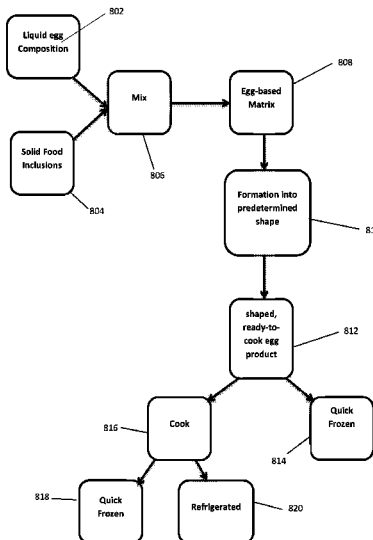 802
Liquid egg
Composition
808
Mix
Egg-based
Matrix
806
Solid Food
Inclusions
804
Formation into
predetermined
shape
shaped,
ready-to-
cook egg
product
812
816
Cook
Quick
Frozen
814
818
Quick
Frozen
Refrigerated
820